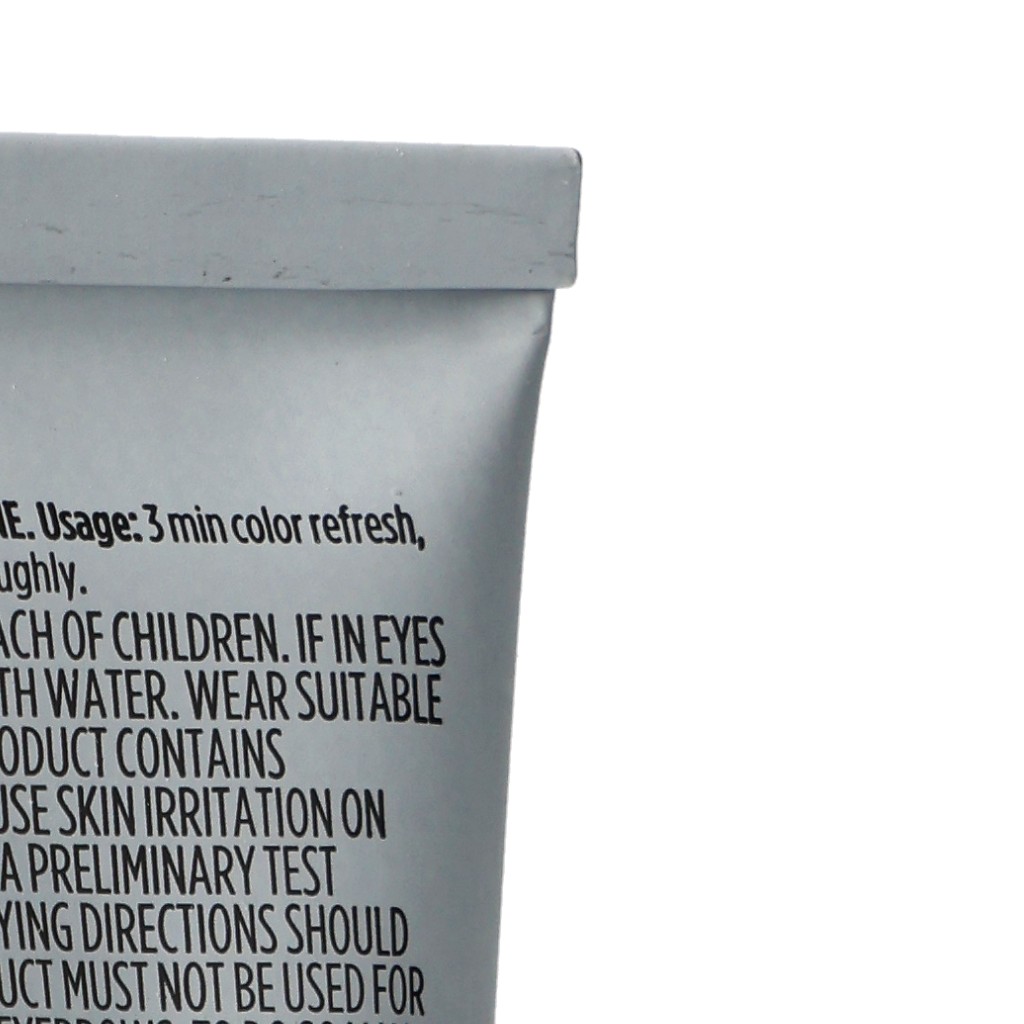 NE. Usage: 3 min color refresh,
ughly.
ACH OF CHILDREN. IF IN EYES
TH WATER. WEAR SUITABLE
ODUCT CONTAINS
USE SKIN IRRITATION ON
A PRELIMINARY TEST
YING DIRECTIONS SHOULD
UCT MUST NOT BE USED FOR